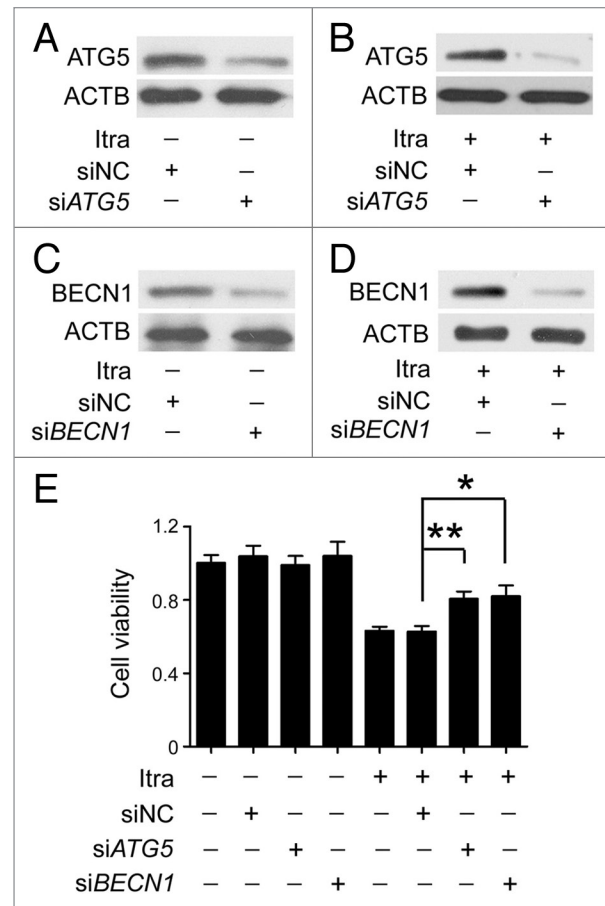 A
ATG5
ACTB
Itra – –
siNC + –
siATG5 – +
B
ATG5
ACTB
Itra + +
siNC + –
siATG5 – +
C
BECN1
ACTB
Itra – –
siNC + –
siBECN1 – +
D
BECN1
ACTB
Itra + +
siNC + –
siBECN1 – +
E
*
**
Cell viability
1.2
0.8
0.4
0
Itra – – – – + + + +
siNC – + – – – + – –
siATG5 – – + – – – + –
siBECN1 – – – + – – – +